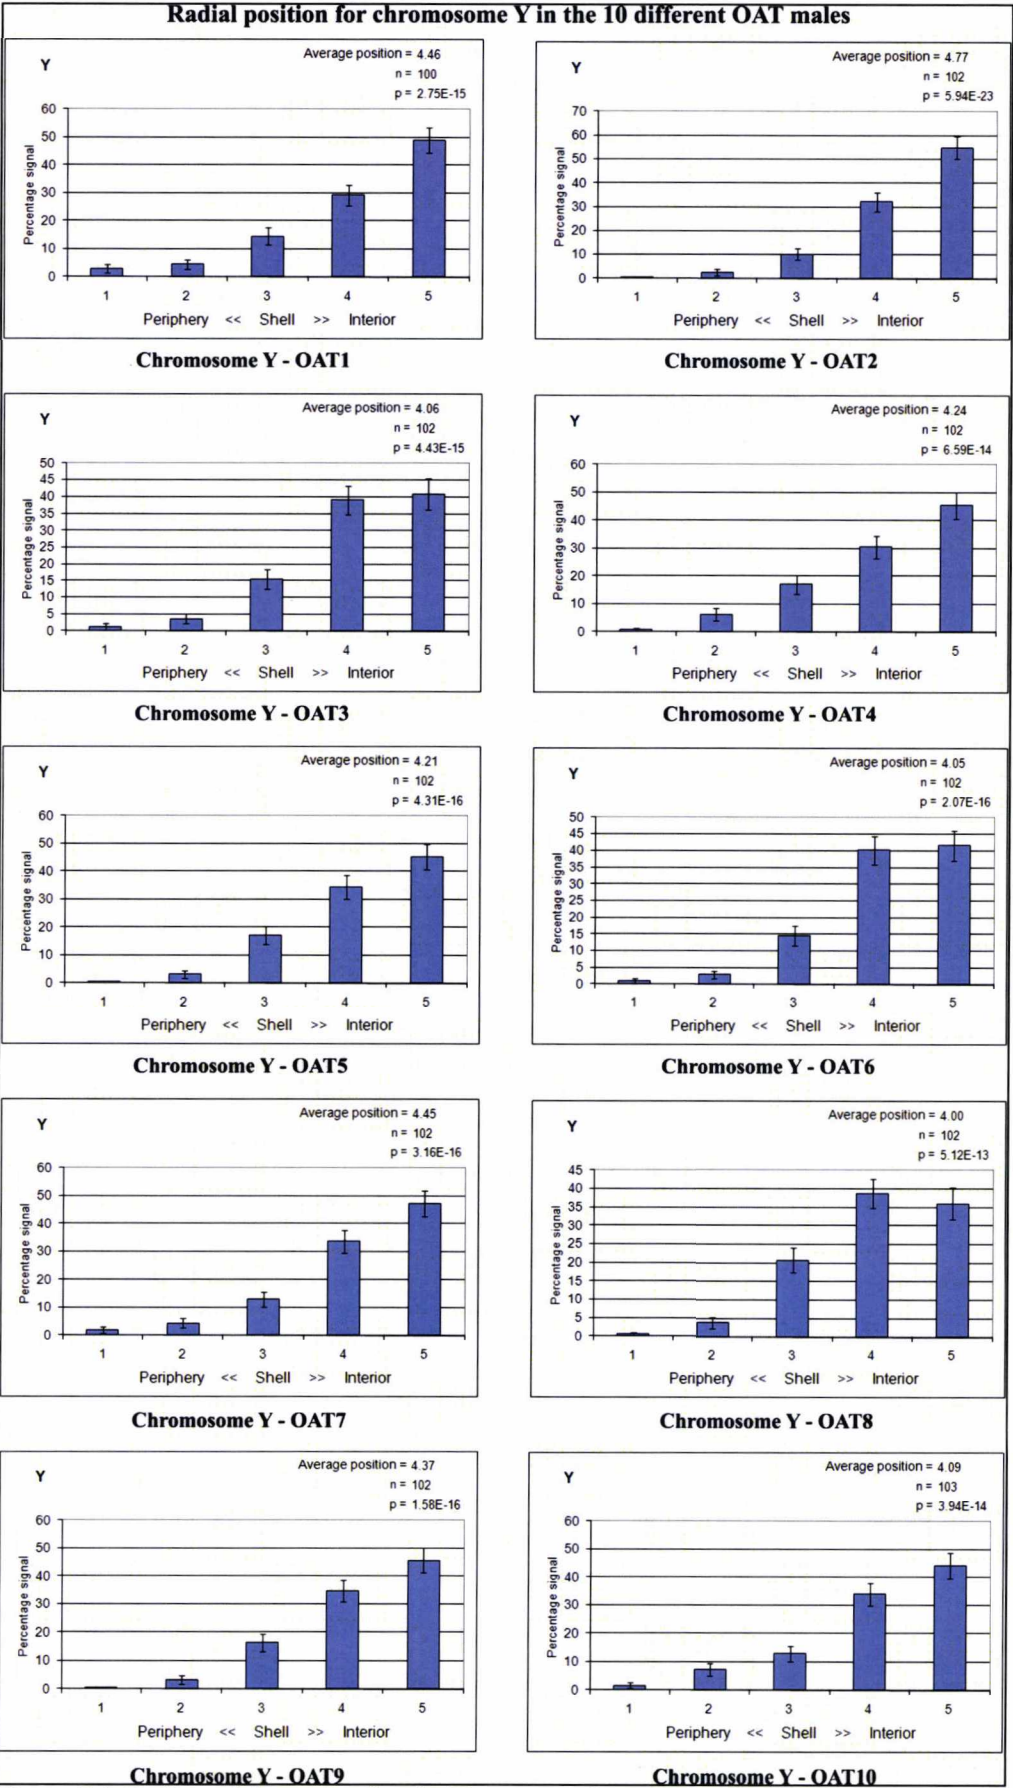 Radial position for chromosome Y in the 10 different OAT males
Y
Average position = 4.46
n = 100
p = 2.75E-15
Percentage signal
60
50
40
30
20
10
0
1 2 3 4 5
Periphery << Shell >> Interior
Chromosome Y - OAT1
Y
Average position = 4.77
n = 102
p = 5.94E-23
Percentage signal
70
60
50
40
30
20
10
0
1 2 3 4 5
Periphery << Shell >> Interior
Chromosome Y - OAT2
Y
Average position = 4.06
n = 102
p = 4.43E-15
Percentage signal
50
45
40
35
30
25
20
15
10
5
0
1 2 3 4 5
Periphery << Shell >> Interior
Chromosome Y - OAT3
Y
Average position = 4.24
n = 102
p = 6.59E-14
Percentage signal
60
50
40
30
20
10
0
1 2 3 4 5
Periphery << Shell >> Interior
Chromosome Y - OAT4
Y
Average position = 4.21
n = 102
p = 4.31E-16
Percentage signal
60
50
40
30
20
10
0
1 2 3 4 5
Periphery << Shell >> Interior
Chromosome Y - OAT5
Y
Average position = 4.05
n = 102
p = 2.07E-16
Percentage signal
50
45
40
35
30
25
20
15
10
5
0
1 2 3 4 5
Periphery << Shell >> Interior
Chromosome Y - OAT6
Y
Average position = 4.45
n = 102
p = 3.16E-16
Percentage signal
60
50
40
30
20
10
0
1 2 3 4 5
Periphery << Shell >> Interior
Chromosome Y - OAT7
Y
Average position = 4.00
n = 102
p = 5.12E-13
Percentage signal
45
40
35
30
25
20
15
10
5
0
1 2 3 4 5
Periphery << Shell >> Interior
Chromosome Y - OAT8
Y
Average position = 4.37
n = 102
p = 1.58E-16
Percentage signal
60
50
40
30
20
10
0
1 2 3 4 5
Periphery << Shell >> Interior
Chromosome Y - OAT9
Y
Average position = 4.09
n = 103
p = 3.94E-14
Percentage signal
60
50
40
30
20
10
0
1 2 3 4 5
Periphery << Shell >> Interior
Chromosome Y - OAT10